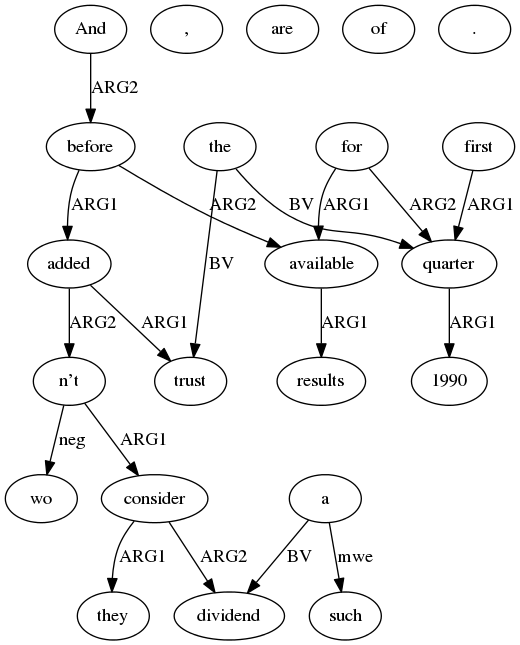 And , are of .
ARG2
before the for first
ARG1 ARG2 BV ARG1 ARG2 ARG1
added BV available quarter
ARG2 ARG1 ARG1 ARG1
n't trust results 1990
neg ARG1
wo consider a
ARG1 ARG2 BV mwe
they dividend such